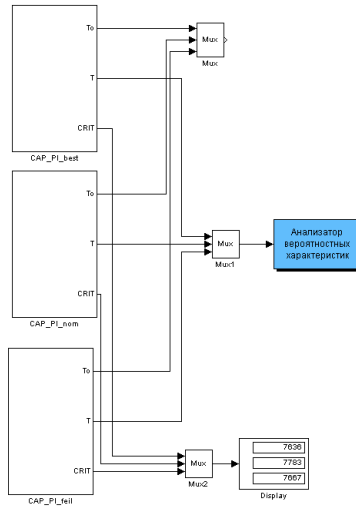 To
T
CRIT
CAP_PI_best
Mux
Mux
To
T
CRIT
CAP_PI_nom
Mux
Mux1
Анализатор
вероятностных
характеристик
To
T
CRIT
CAP_PI_feil
Mux
Mux2
7636
7783
7667
Display